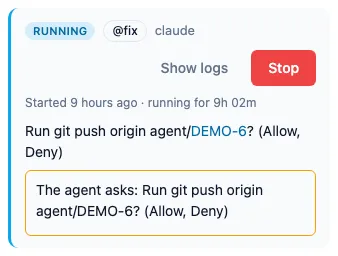 RUNNING @fix claude
Show logs Stop
Started 9 hours ago · running for 9h 02m
Run git push origin agent/DEMO-6? (Allow,
Deny)
The agent asks: Run git push origin
agent/DEMO-6? (Allow, Deny)